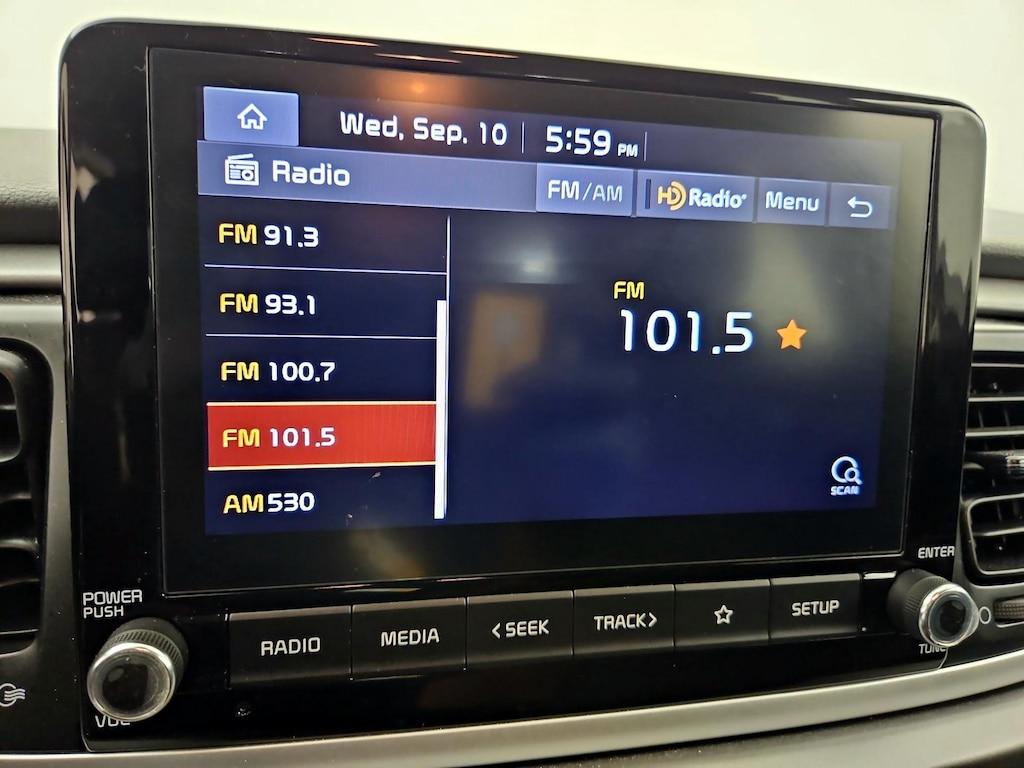 Wed, Sep. 10 5:59 PM
Radio FM/AM HD Radio Menu
FM 91.3
FM 93.1
FM 100.7
FM 101.5
AM 530
FM
101.5
SCAN
POWER
PUSH
VOL
RADIO
MEDIA
< SEEK
TRACK >
SETUP
ENTER
TUNE